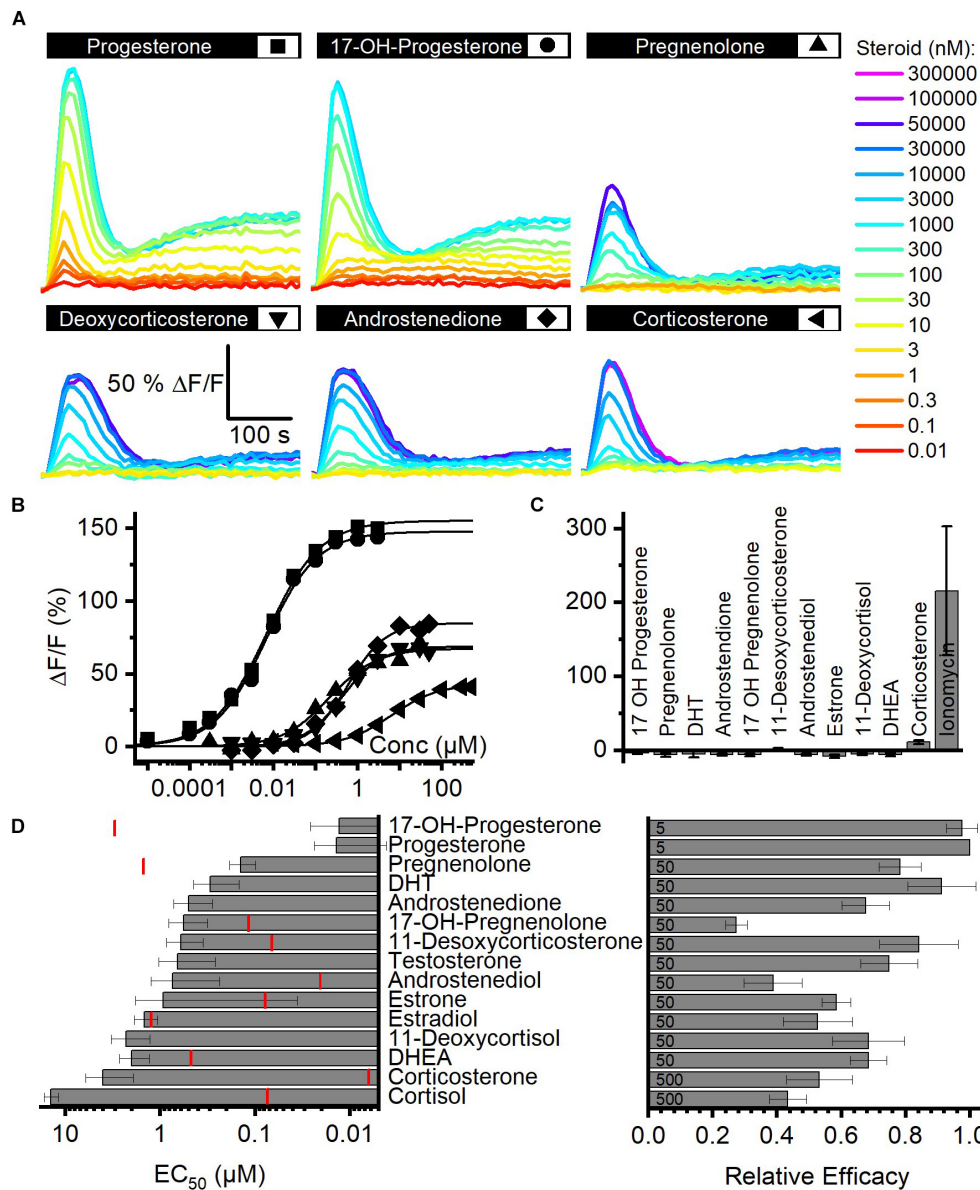 A
Progesterone
17-OH-Progesterone
Pregnenolone
Steroid (nM):
300000
100000
50000
30000
10000
3000
1000
300
100
30
10
3
1
0.3
0.1
0.01
Deoxycorticosterone
Androstenedione
Corticosterone
50 % ΔF/F
100 s
B
ΔF/F (%)
150
100
50
0
Conc (µM)
0.0001
0.01
1
100
C
300
200
100
0
17 OH Progesterone
Pregnenolone
DHT
Androstendione
17 OH Pregnenolone
11-Desoxycorticosterone
Androstenediol
Estrone
11-Deoxycortisol
DHEA
Corticosterone
Ionomycin
D
17-OH-Progesterone
Progesterone
Pregnenolone
DHT
Androstenedione
17-OH-Pregnenolone
11-Desoxycorticosterone
Testosterone
Androstenediol
Estrone
Estradiol
11-Deoxycortisol
DHEA
Corticosterone
Cortisol
10
1
0.1
0.01
EC50 (µM)
5
5
50
50
50
50
50
50
50
50
50
50
50
500
500
0.0
0.2
0.4
0.6
0.8
1.0
Relative Efficacy